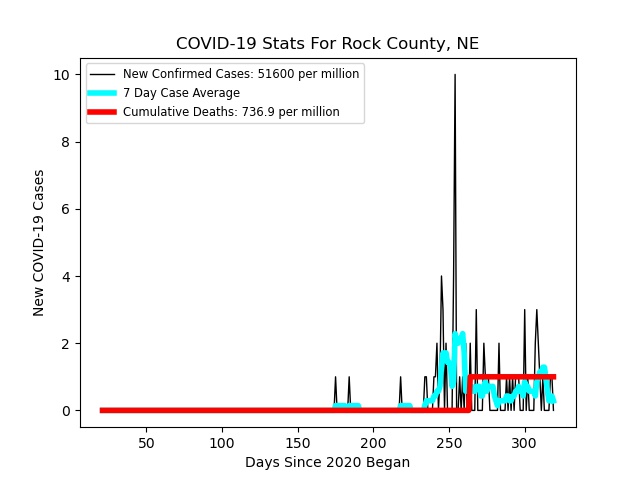 COVID-19 Stats For Rock County, NE
New Confirmed Cases: 51600 per million
7 Day Case Average
Cumulative Deaths: 736.9 per million
New COVID-19 Cases
10
8
6
4
2
0
50 100 150 200 250 300
Days Since 2020 Began